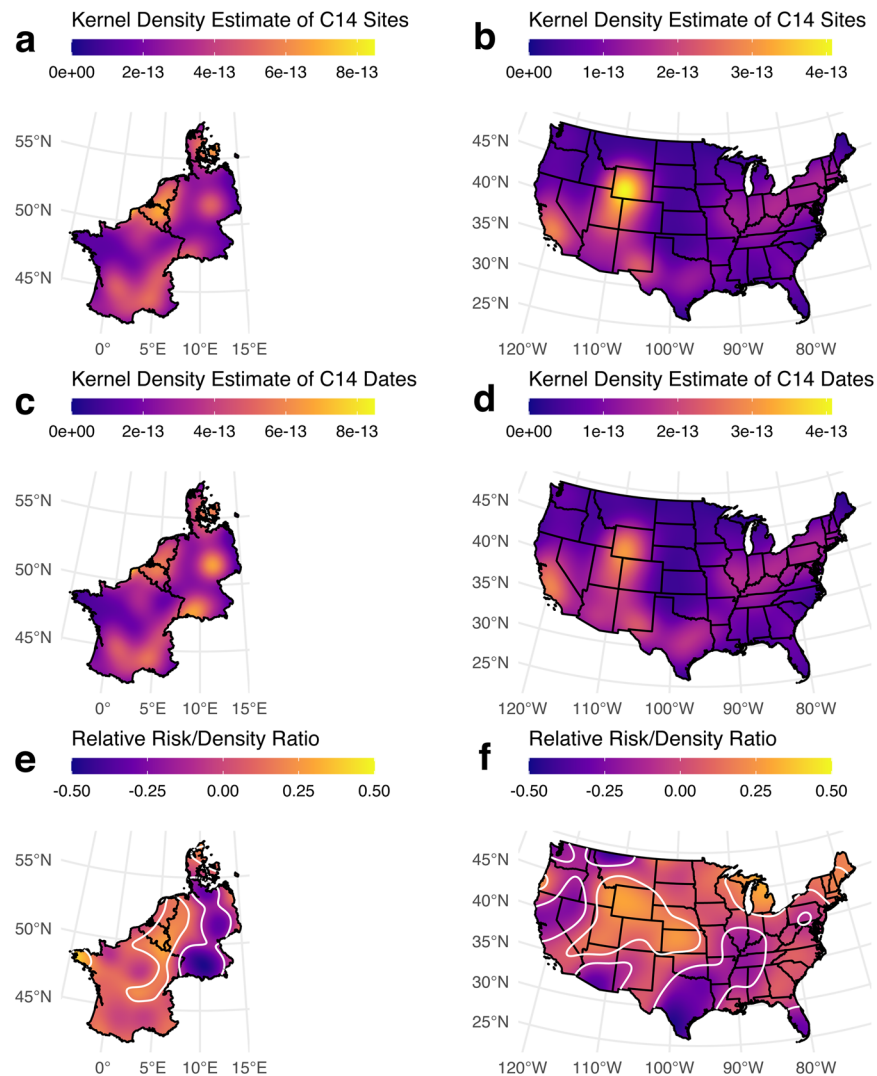 a Kernel Density Estimate of C14 Sites
0e+00 2e-13 4e-13 6e-13 8e-13
55°N
50°N
45°N
0° 5°E 10°E 15°E
b Kernel Density Estimate of C14 Sites
0e+00 1e-13 2e-13 3e-13 4e-13
45°N
40°N
35°N
30°N
25°N
120°W 110°W 100°W 90°W 80°W
c Kernel Density Estimate of C14 Dates
0e+00 2e-13 4e-13 6e-13 8e-13
55°N
50°N
45°N
0° 5°E 10°E 15°E
d Kernel Density Estimate of C14 Dates
0e+00 1e-13 2e-13 3e-13 4e-13
45°N
40°N
35°N
30°N
25°N
120°W 110°W 100°W 90°W 80°W
e Relative Risk/Density Ratio
-0.50 -0.25 0.00 0.25 0.50
55°N
50°N
45°N
0° 5°E 10°E 15°E
f Relative Risk/Density Ratio
-0.50 -0.25 0.00 0.25 0.50
45°N
40°N
35°N
30°N
25°N
120°W 110°W 100°W 90°W 80°W